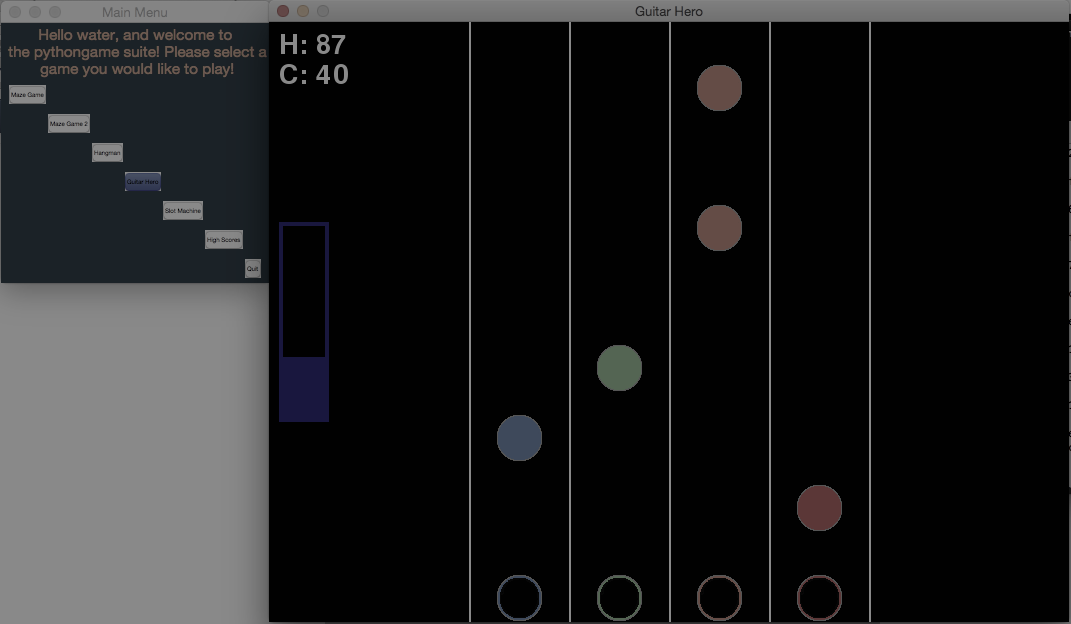 Main Menu
Hello water, and welcome to
the pythongame suite! Please select a
game you would like to play!
Maze Game
Maze Game 2
Hangman
Guitar Hero
Slot Machine
High Scores
Quit
Guitar Hero
H: 87
C: 40